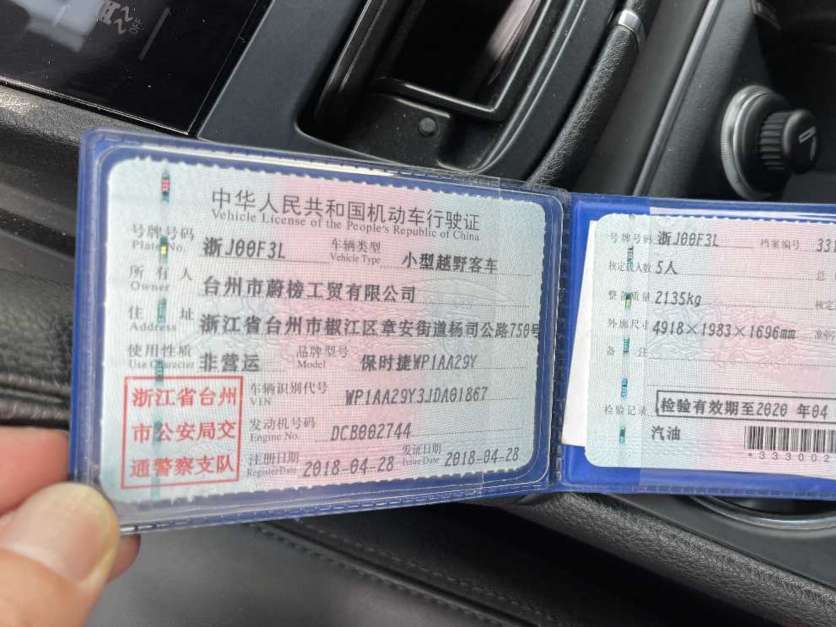 中华人民共和国机动车行驶证
Vehicle License of the People's Republic of China
号牌号码 浙J00F3L 车辆类型 小型越野客车
Plate No. Vehicle Type
所有人 台州市蔚榜工贸有限公司
Owner
住址 浙江省台州市椒江区章安街道杨司公路750号
Address
使用性质 非营运 品牌型号 保时捷WP1AA29Y
Use Character Model
浙江省台州
市公安局交
通警察支队
车辆识别代号 WP1AA29Y3JDA01867
VIN
发动机号码 DCB002744
Engine No.
注册日期 2018-04-28 发证日期 2018-04-28
Register Date Issue Date
号牌号码 浙J00F3L 档案编号 331
核定载人数 5人 总
整备质量 2135kg 核定
外廓尺寸 4918×1983×1696mm 准牵
备注
检验记录 检验有效期至2020 年04
汽油
*333002